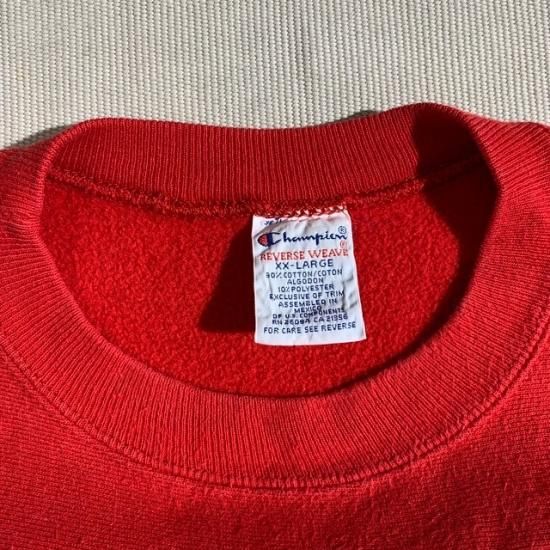 Champion®
REVERSE WEAVE®
XX-LARGE
90% COTTON/COTON
ALGODON
10% POLYESTER
EXCLUSIVE OF TRIM
ASSEMBLED IN
MEXICO
OF U.S. COMPONENTS
RN 26094 CA 21956
FOR CARE SEE REVERSE